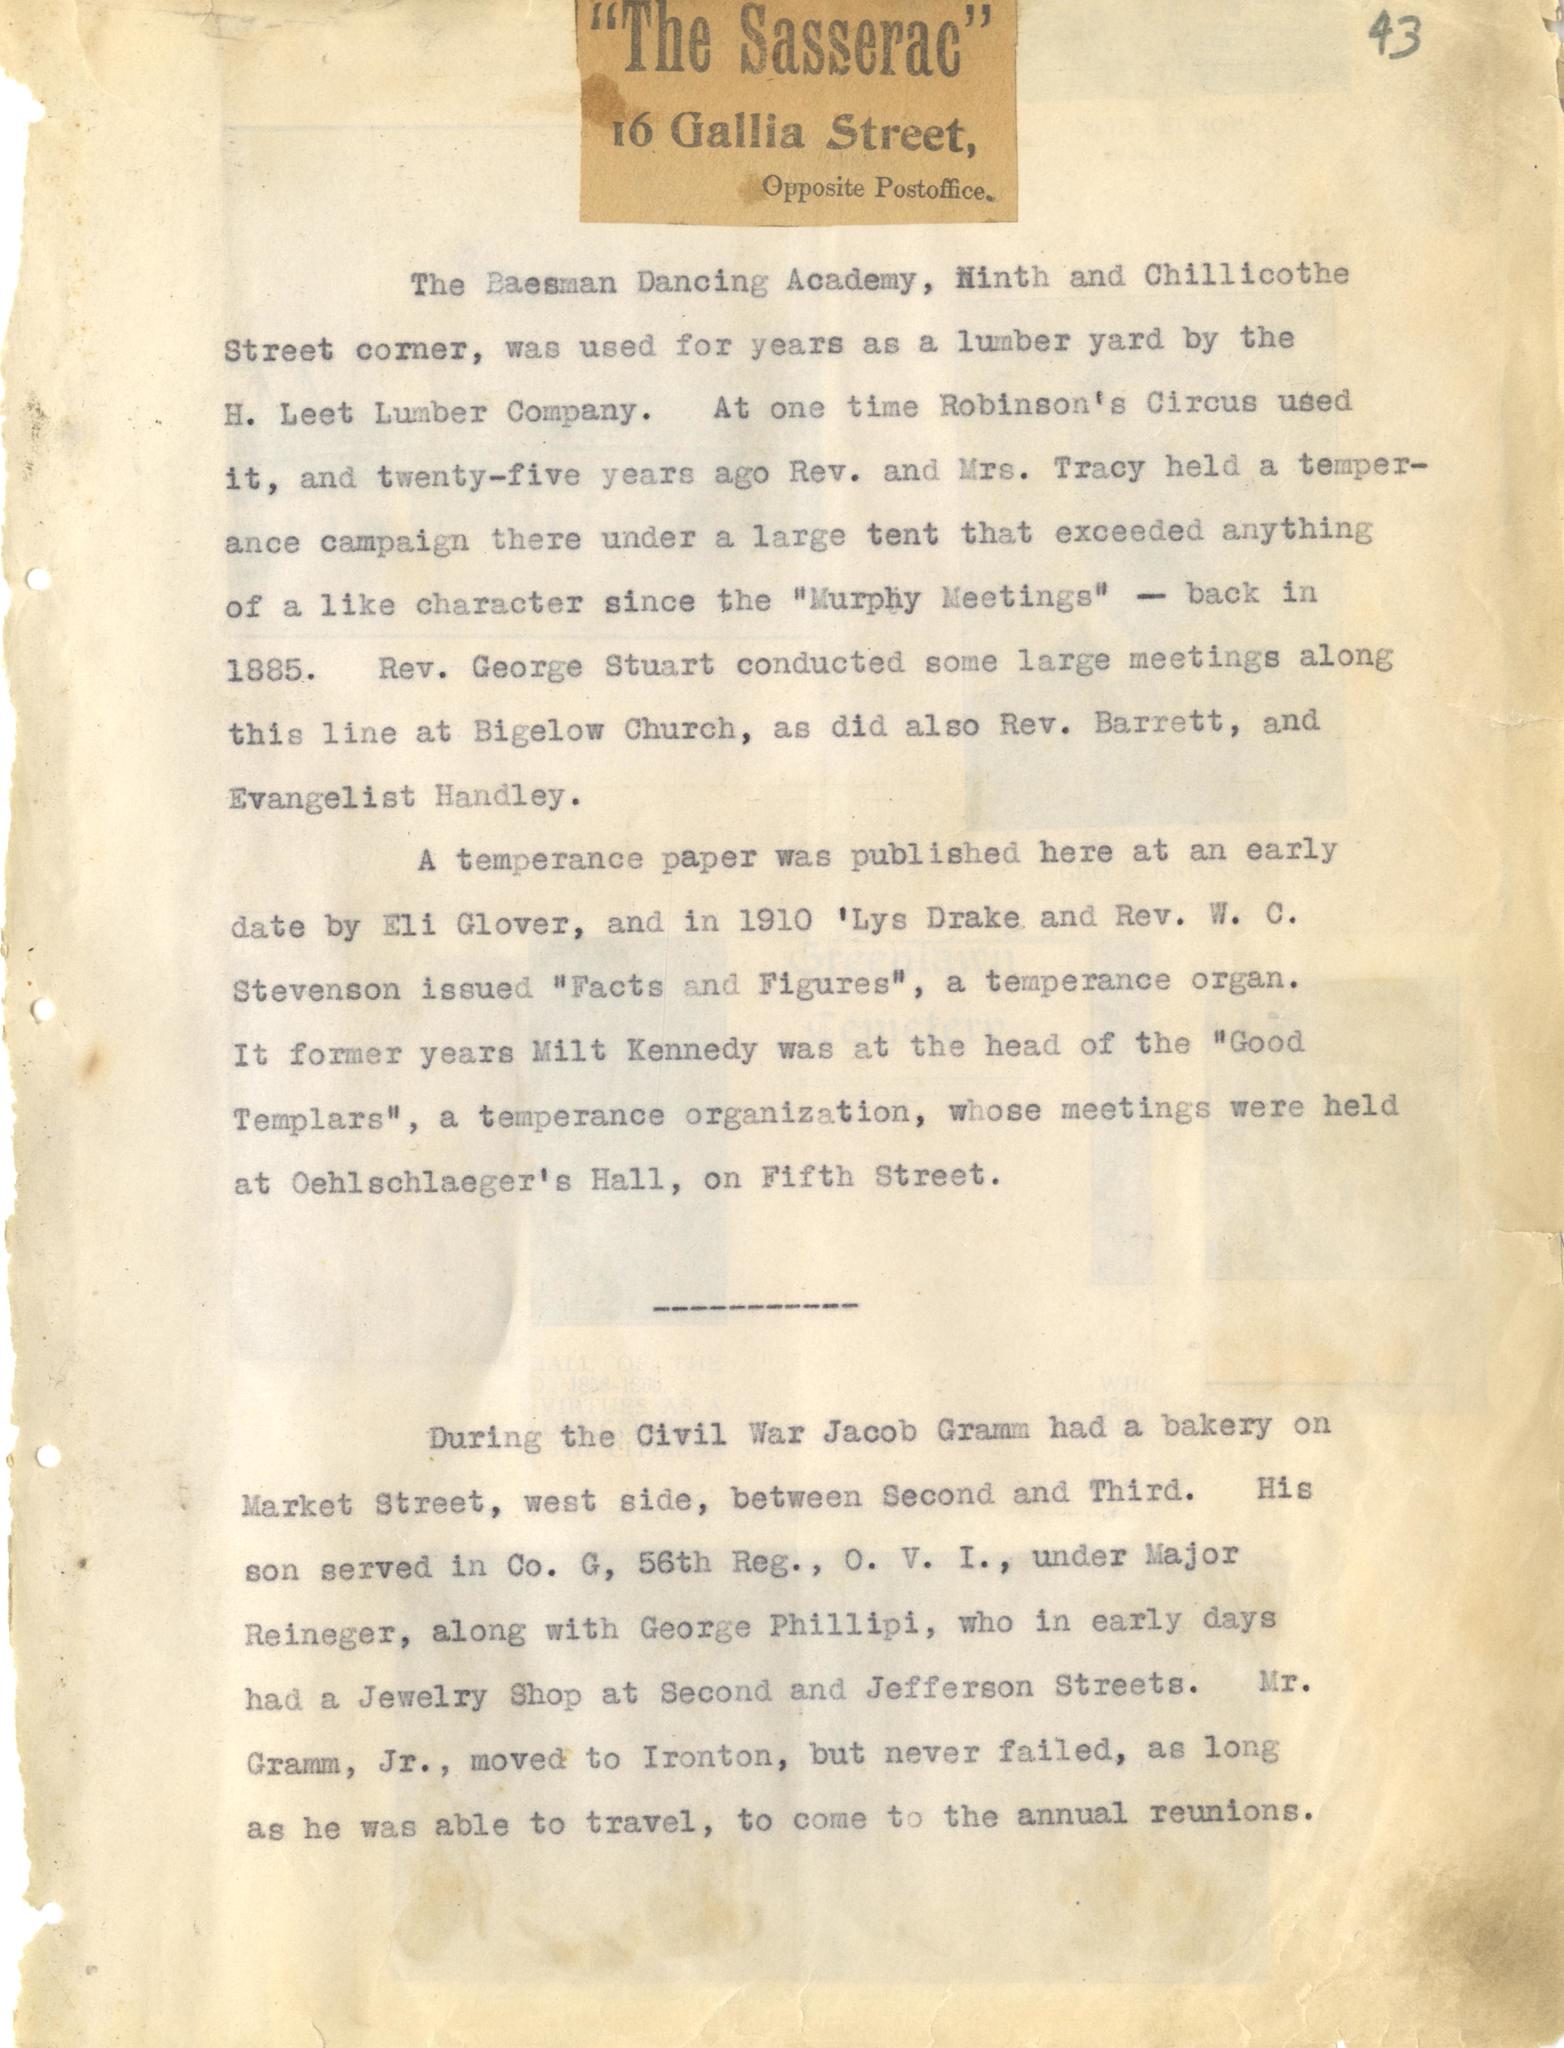 43
"The Sasserac"
16 Gallia Street,
Opposite Postoffice.
The Baesman Dancing Academy, Ninth and Chillicothe
Street corner, was used for years as a lumber yard by the
H. Leet Lumber Company. At one time Robinson's Circus used
it, and twenty-five years ago Rev. and Mrs. Tracy held a temper-
ance campaign there under a large tent that exceeded anything
of a like character since the "Murphy Meetings" — back in
1885. Rev. George Stuart conducted some large meetings along
this line at Bigelow Church, as did also Rev. Barrett, and
Evangelist Handley.
A temperance paper was published here at an early
date by Eli Glover, and in 1910 'Lys Drake and Rev. W. C.
Stevenson issued "Facts and Figures", a temperance organ.
It former years Milt Kennedy was at the head of the "Good
Templars", a temperance organization, whose meetings were held
at Oehlschlaeger's Hall, on Fifth Street.
-----------
During the Civil War Jacob Gramm had a bakery on
Market Street, west side, between Second and Third. His
son served in Co. G, 56th Reg., O. V. I., under Major
Reineger, along with George Phillipi, who in early days
had a Jewelry Shop at Second and Jefferson Streets. Mr.
Gramm, Jr., moved to Ironton, but never failed, as long
as he was able to travel, to come to the annual reunions.